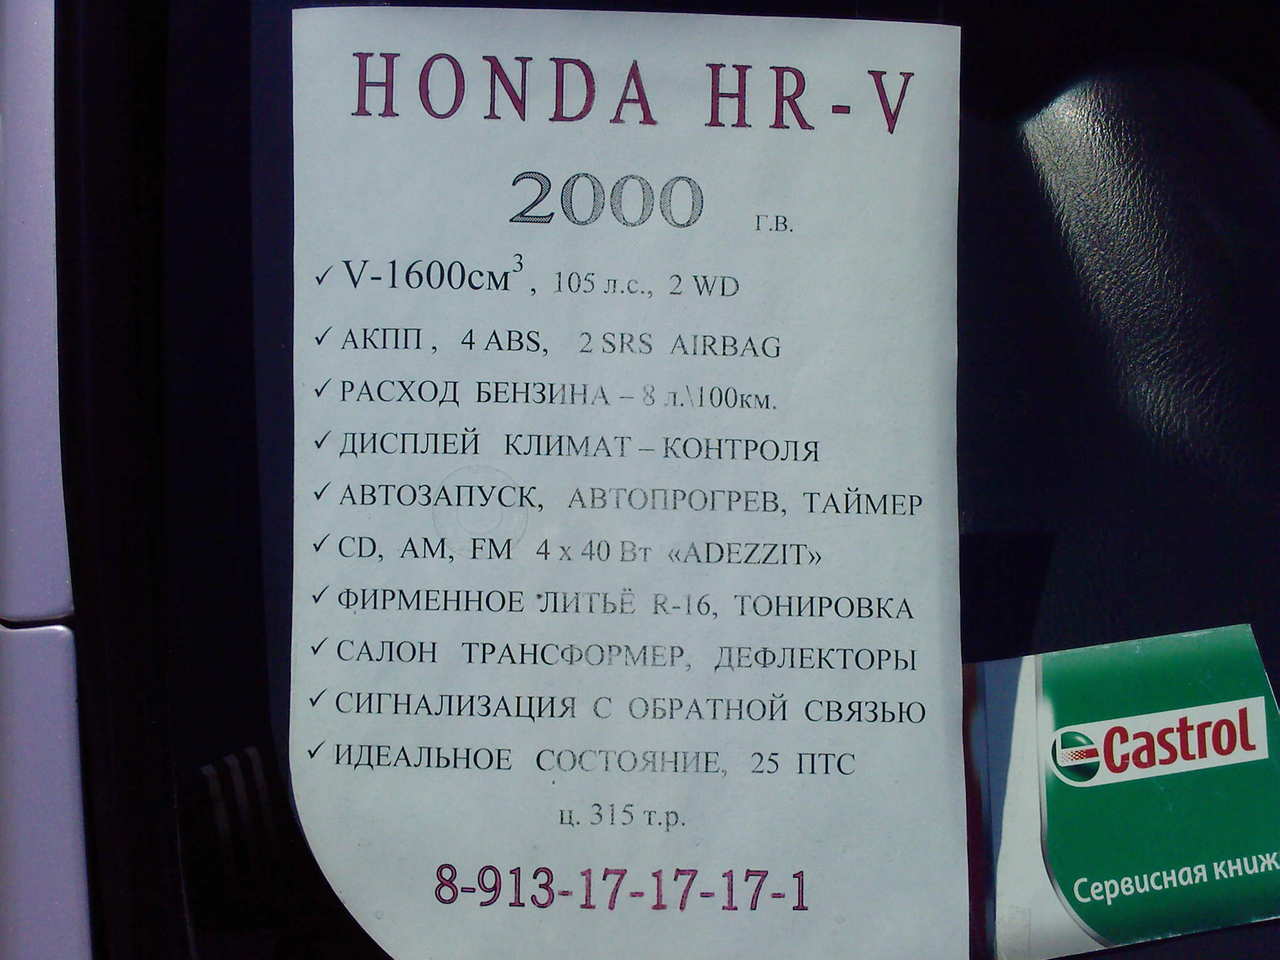 HONDA HR-V
2000 г.в.
✓ V-1600см³, 105 л.с., 2 WD
✓ АКПП, 4 ABS, 2 SRS AIRBAG
✓ РАСХОД БЕНЗИНА – 8 л.\100км.
✓ ДИСПЛЕЙ КЛИМАТ – КОНТРОЛЯ
✓ АВТОЗАПУСК, АВТОПРОГРЕВ, ТАЙМЕР
✓ CD, AM, FM 4 х 40 Вт «ADEZZIT»
✓ ФИРМЕННОЕ ЛИТЬЁ R-16, ТОНИРОВКА
✓ САЛОН ТРАНСФОРМЕР, ДЕФЛЕКТОРЫ
✓ СИГНАЛИЗАЦИЯ С ОБРАТНОЙ СВЯЗЬЮ
✓ ИДЕАЛЬНОЕ СОСТОЯНИЕ, 25 ПТС
ц. 315 т.р.
8-913-17-17-17-1
Castrol
Сервисная книж